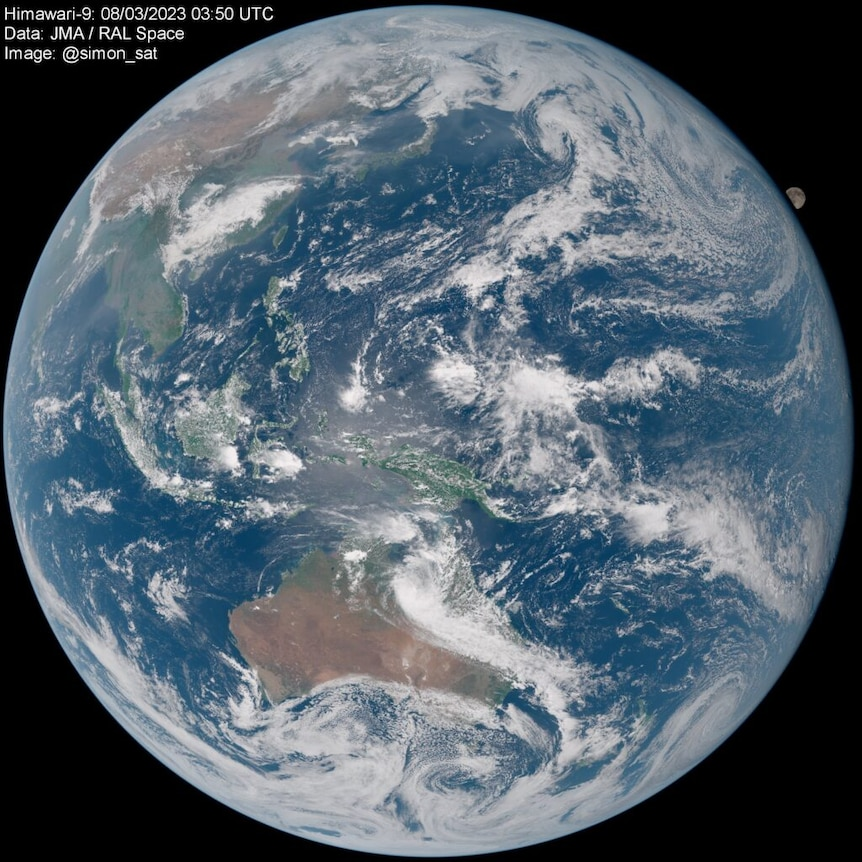 Himawari-9: 08/03/2023 03:50 UTC
Data: JMA / RAL Space
Image: @simon_sat